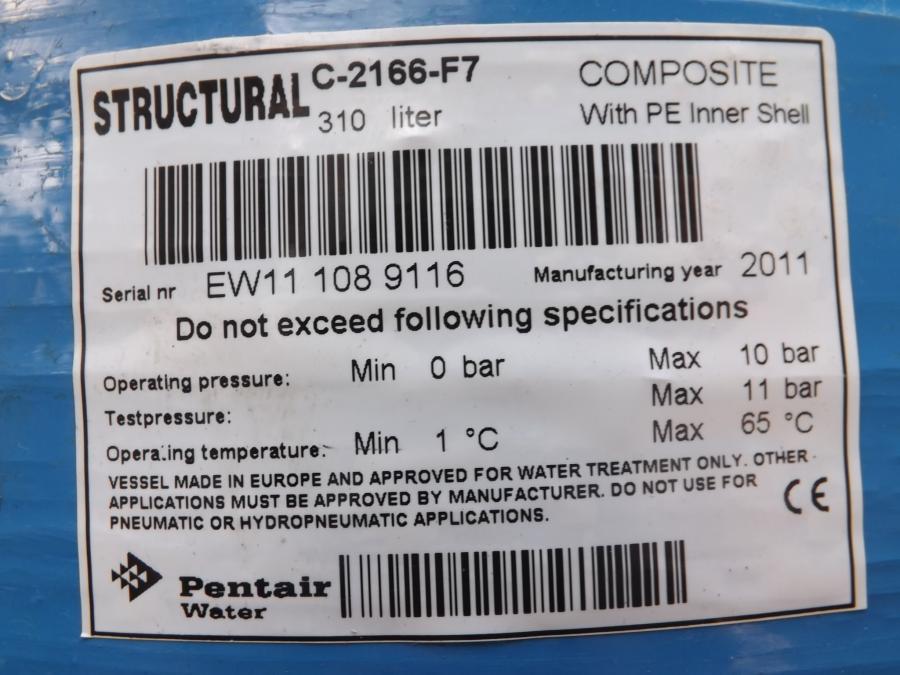 STRUCTURAL C-2166-F7 COMPOSITE
310 liter With PE Inner Shell
Serial nr EW11 108 9116 Manufacturing year 2011
Do not exceed following specifications
Operating pressure: Min 0 bar Max 10 bar
Testpressure: Max 11 bar
Operating temperature: Min 1 °C Max 65 °C
VESSEL MADE IN EUROPE AND APPROVED FOR WATER TREATMENT ONLY. OTHER
APPLICATIONS MUST BE APPROVED BY MANUFACTURER. DO NOT USE FOR
PNEUMATIC OR HYDROPNEUMATIC APPLICATIONS.
CE
Pentair
Water